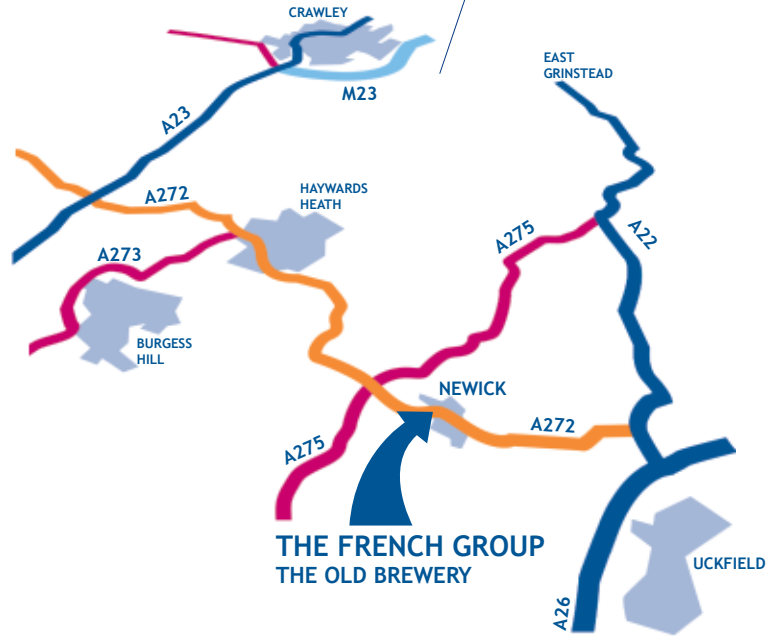 CRAWLEY
M23
EAST
GRINSTEAD
A23
A272
HAYWARDS
HEATH
A275
A22
A273
BURGESS
HILL
NEWICK
A272
A275
THE FRENCH GROUP
THE OLD BREWERY
UCKFIELD
A26